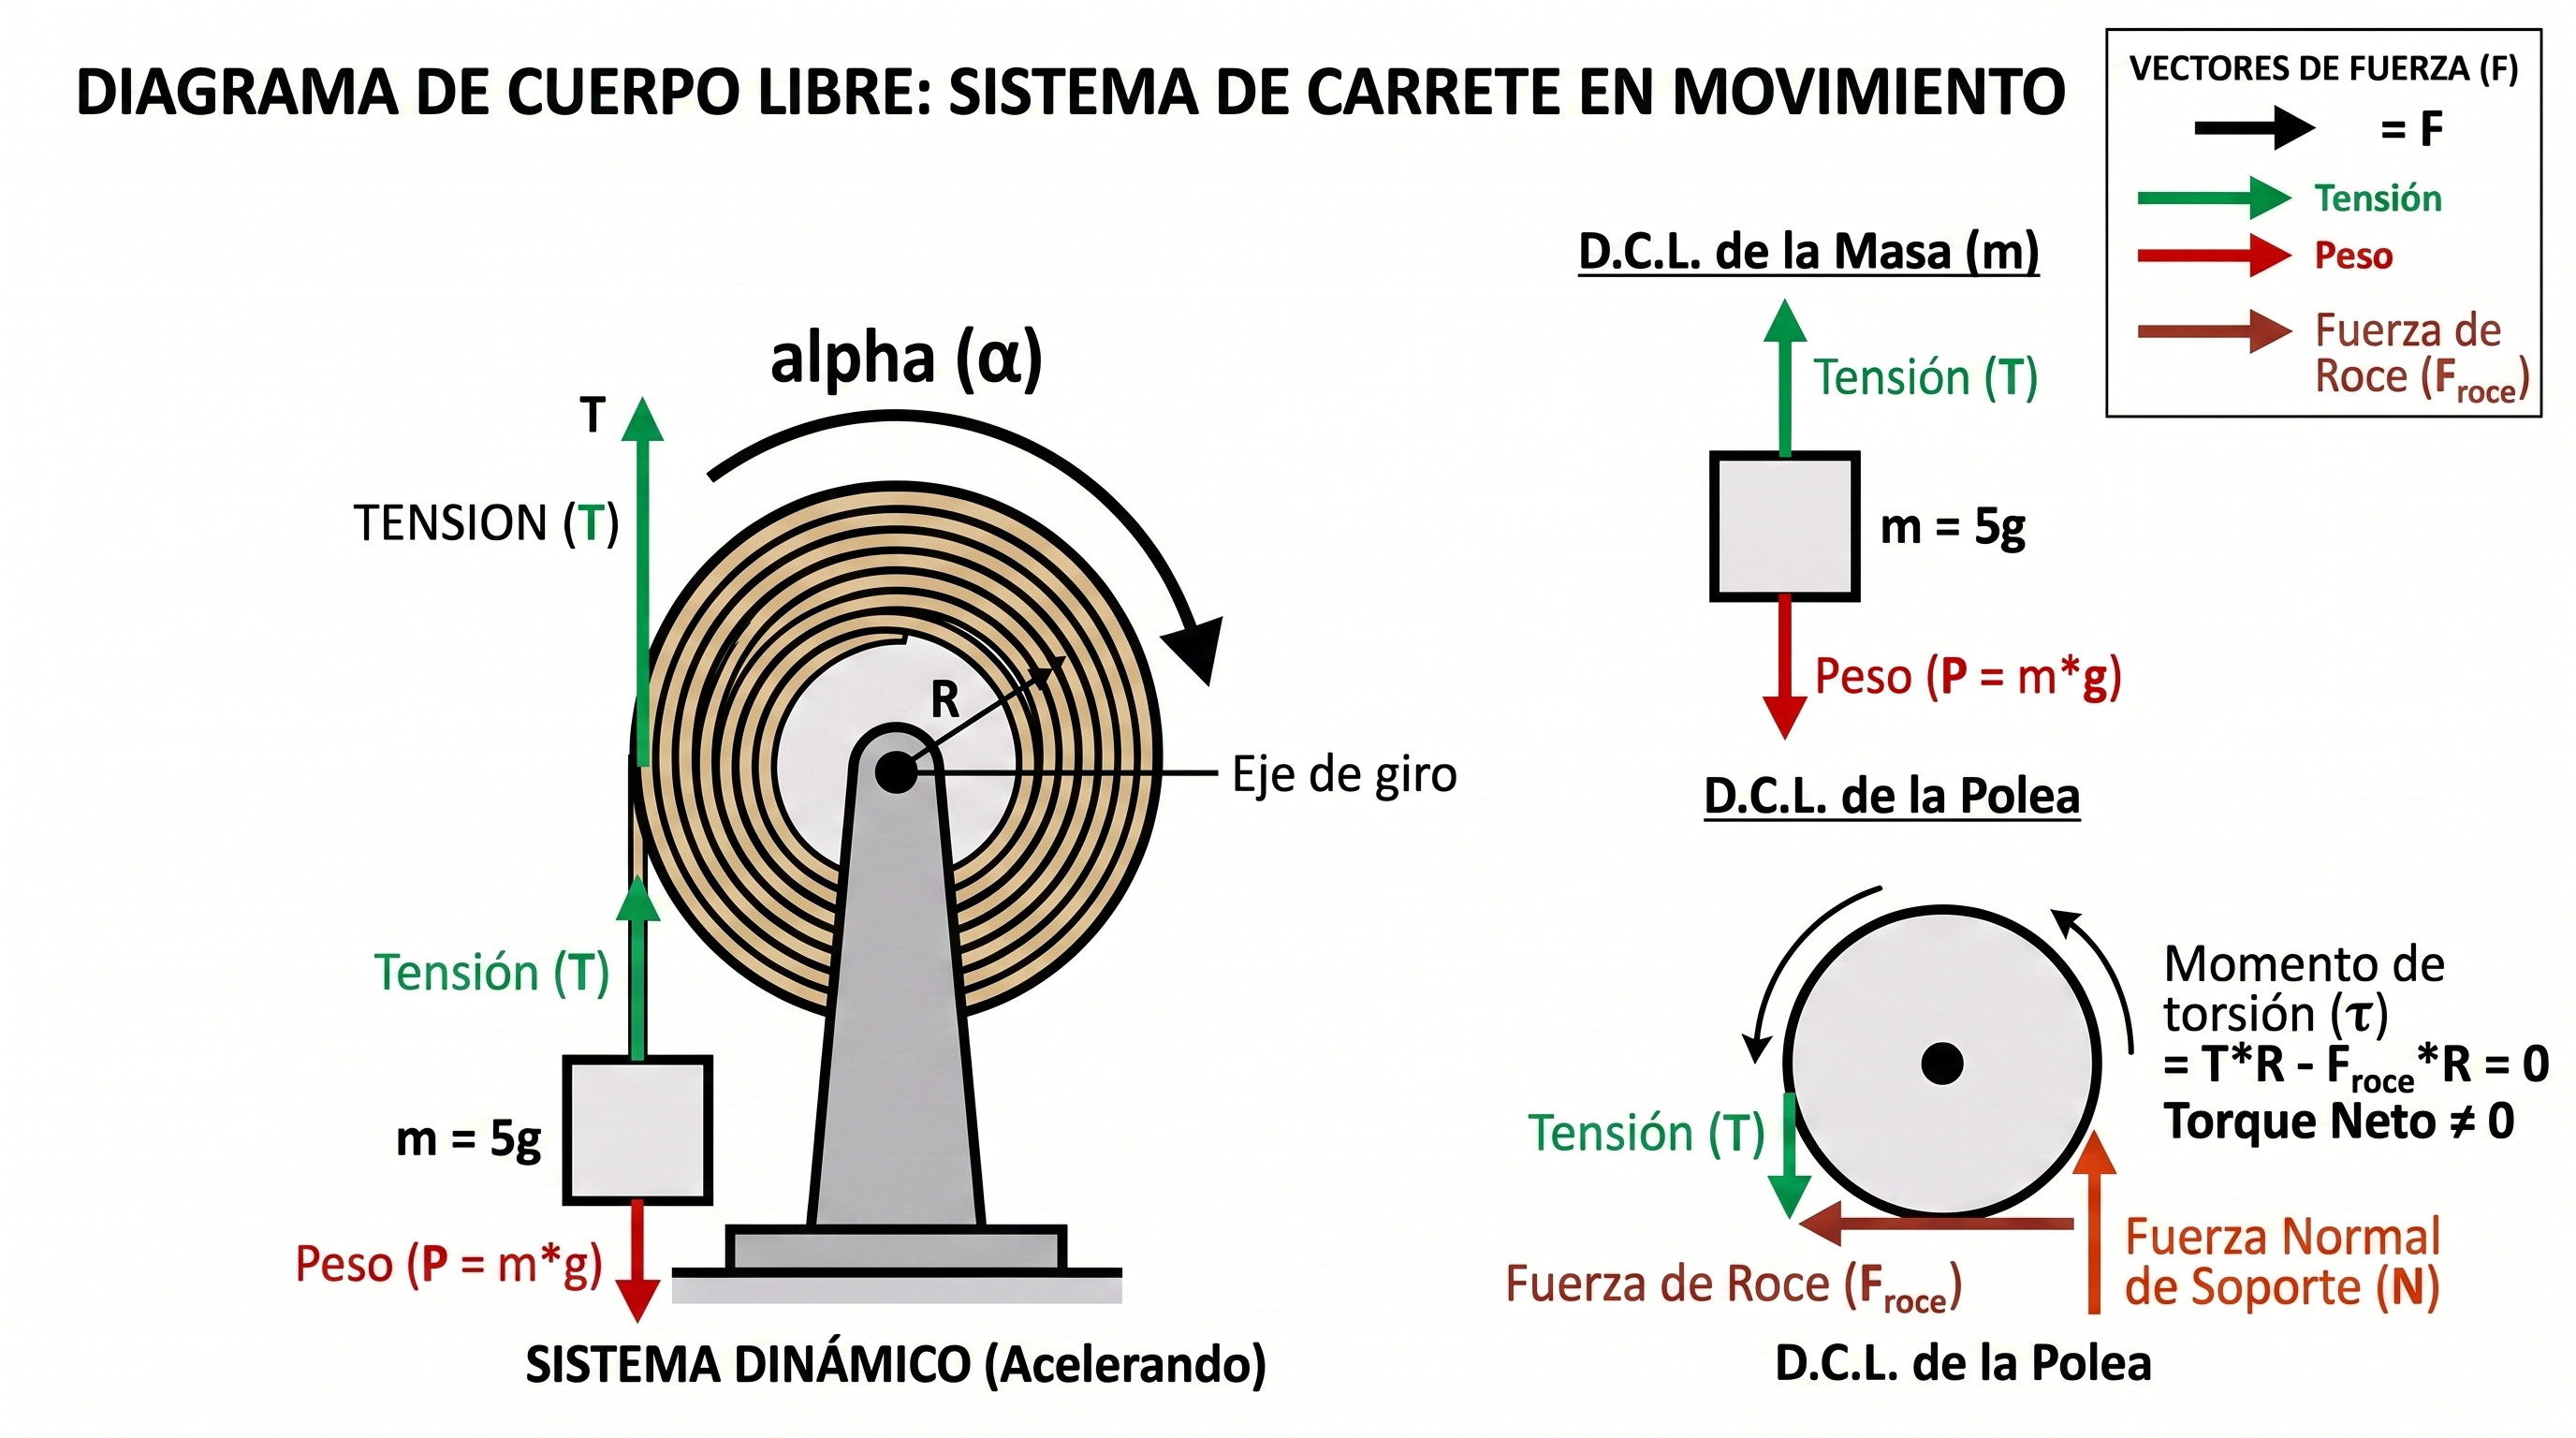 DIAGRAMA DE CUERPO LIBRE: SISTEMA DE CARRETE EN MOVIMIENTO
VECTORES DE FUERZA (F)
= F
Tensión
Peso
Fuerza de
Roce (Froce)
alpha (α)
T
TENSION (T)
R
Eje de giro
Tensión (T)
m = 5g
Peso (P = m*g)
SISTEMA DINÁMICO (Acelerando)
D.C.L. de la Masa (m)
Tensión (T)
m = 5g
Peso (P = m*g)
D.C.L. de la Polea
Momento de
torsión (τ)
= T*R - Froce*R = 0
Torque Neto ≠ 0
Tensión (T)
Fuerza de Roce (Froce)
Fuerza Normal
de Soporte (N)
D.C.L. de la Polea